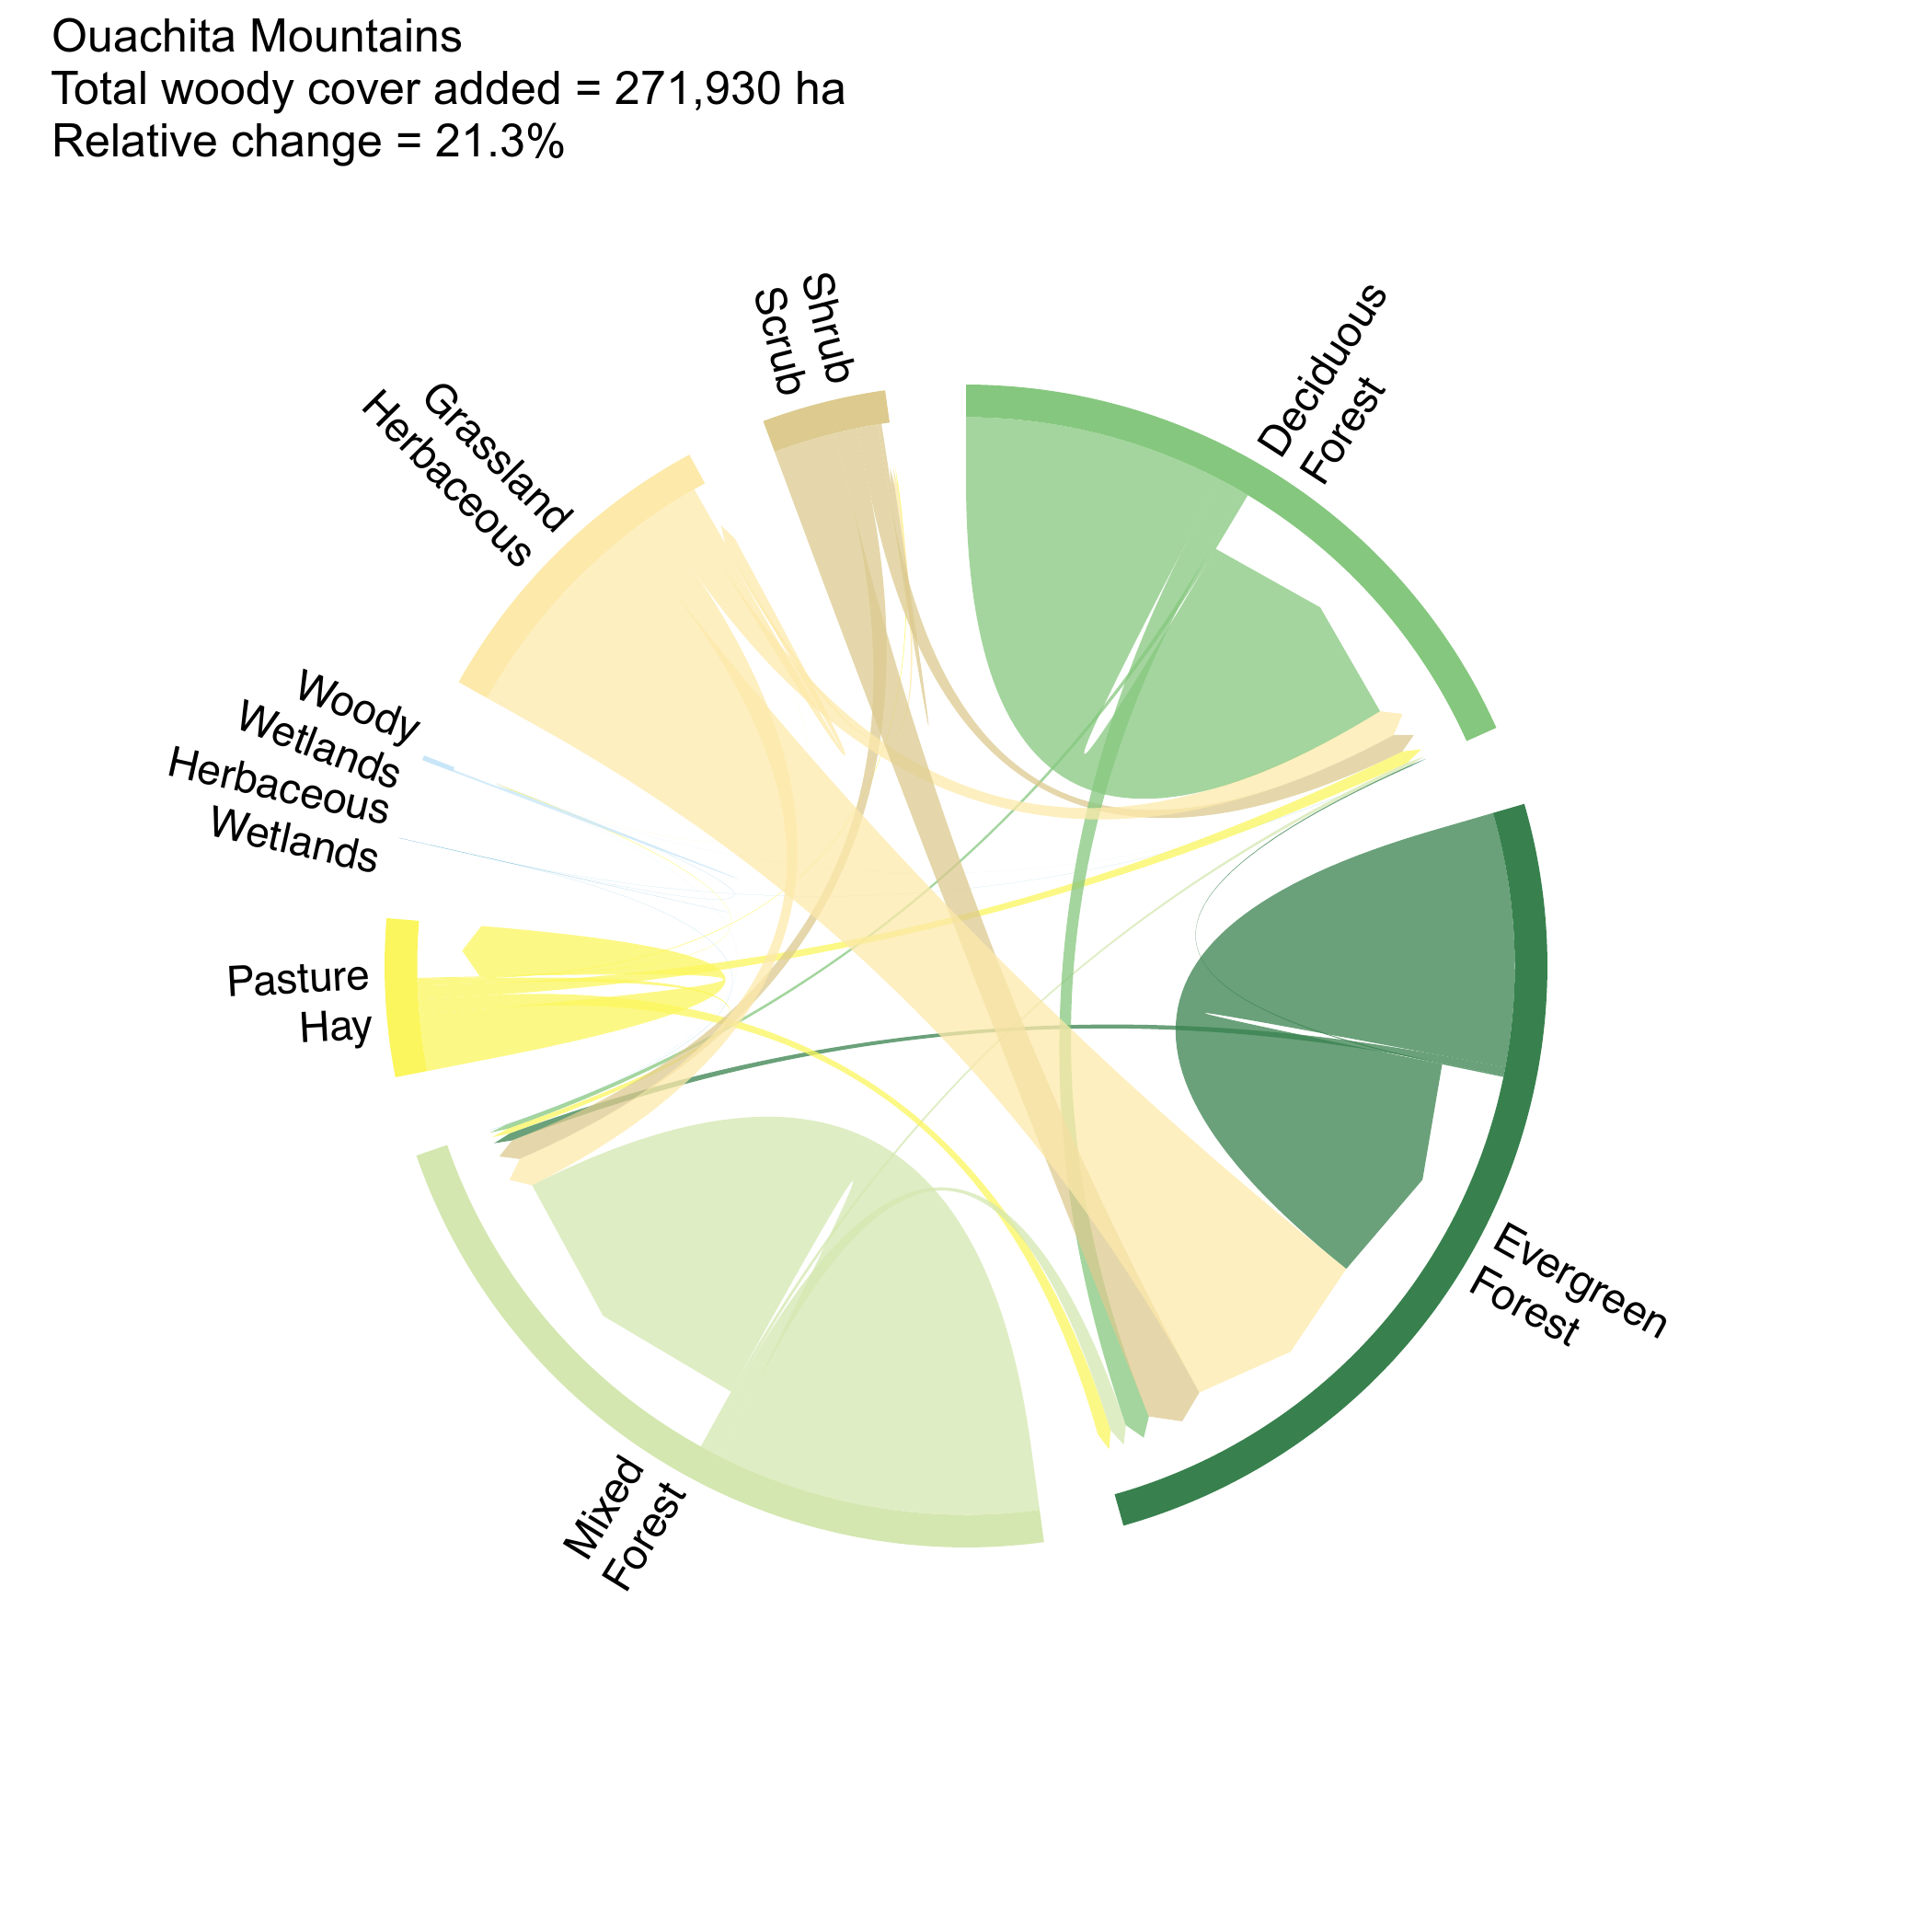 Ouachita Mountains
Total woody cover added = 271,930 ha
Relative change = 21.3%
Shrub
Scrub
Deciduous
Forest
Grassland
Herbaceous
Woody
Wetlands
Herbaceous
Wetlands
Pasture
Hay
Evergreen
Forest
Mixed
Forest